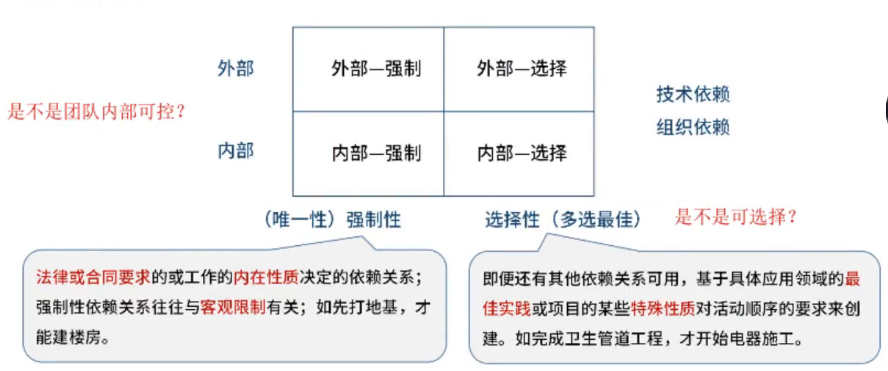 外部
外部—强制
外部—选择
技术依赖
是不是团队内部可控？
组织依赖
内部
内部—强制
内部—选择
（唯一性）强制性
选择性（多选最佳）
是不是可选择？
法律或合同要求的或工作的内在性质决定的依赖关系；
强制性依赖关系往往与客观限制有关；如先打地基，才
能建楼房。
即便还有其他依赖关系可用，基于具体应用领域的最
佳实践或项目的某些特殊性质对活动顺序的要求来创
建。如完成卫生管道工程，才开始电器施工。